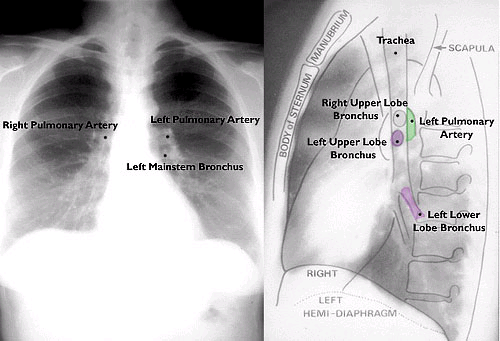 Right Pulmonary Artery
Left Pulmonary Artery
Left Mainstem Bronchus
MANUBRIUM
BODY of STERNUM
Trachea
SCAPULA
Right Upper Lobe
Bronchus
Left Upper Lobe
Bronchus
Left Pulmonary
Artery
Left Lower
Lobe Bronchus
RIGHT
LEFT
HEMI-DIAPHRAGM